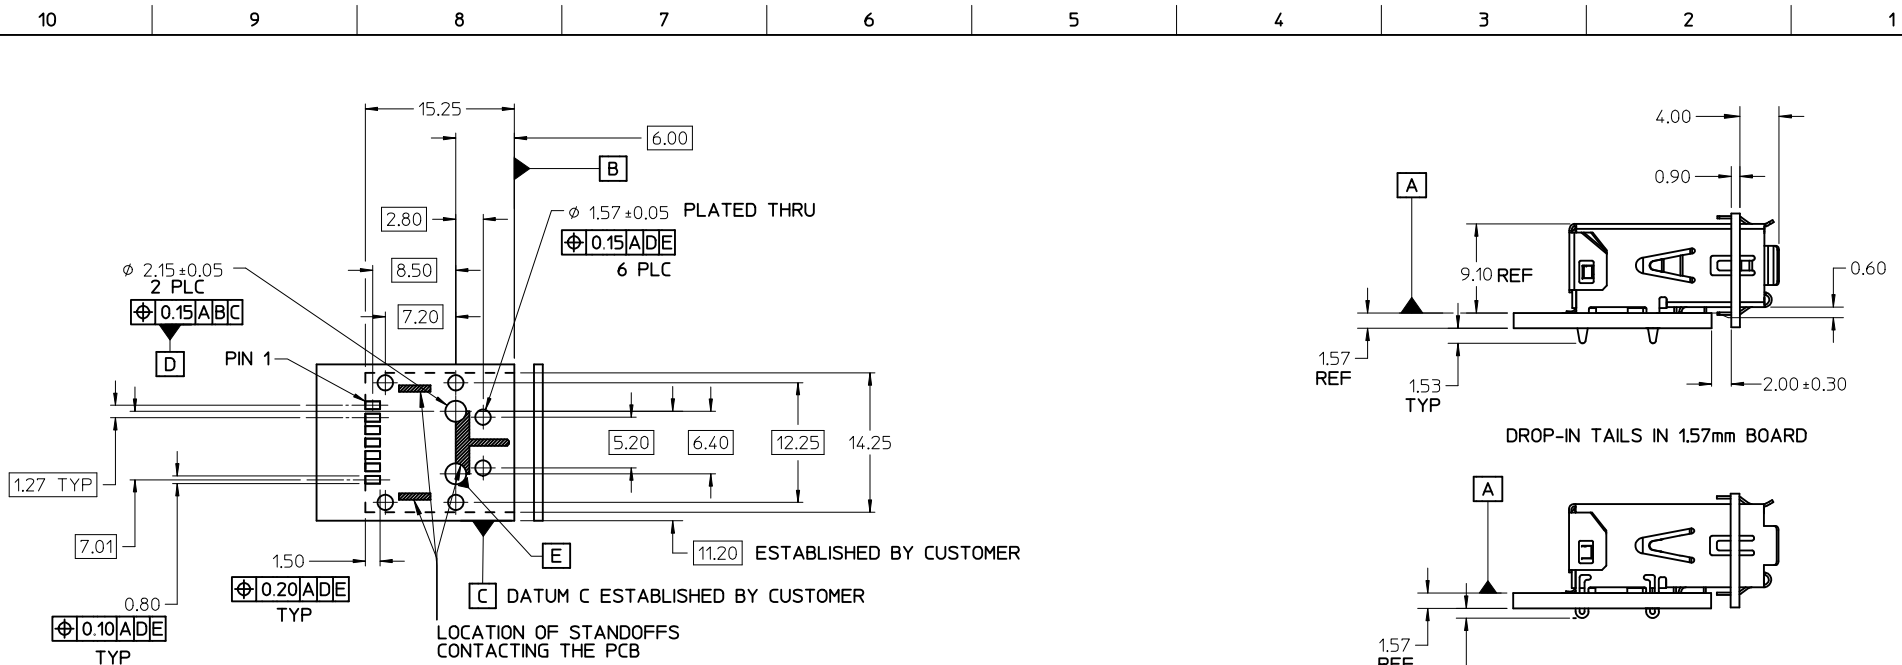 10 9 8 7 6 5 4 3 2 1
15.25
6.00
B
2.80
⌀ 1.57 ±0.05 PLATED THRU
⌖ 0.15 A D E
6 PLC
⌀ 2.15 ±0.05
2 PLC
⌖ 0.15 A B C
D
8.50
7.20
PIN 1
1.27 TYP
7.01
5.20
6.40
12.25
14.25
1.50
⌖ 0.20 A D E
TYP
0.80
⌖ 0.10 A D E
TYP
E
11.20 ESTABLISHED BY CUSTOMER
C DATUM C ESTABLISHED BY CUSTOMER
LOCATION OF STANDOFFS
CONTACTING THE PCB
4.00
0.90
A
9.10 REF
0.60
1.57
REF
1.53
TYP
2.00 ±0.30
DROP-IN TAILS IN 1.57mm BOARD
A
1.57
REF